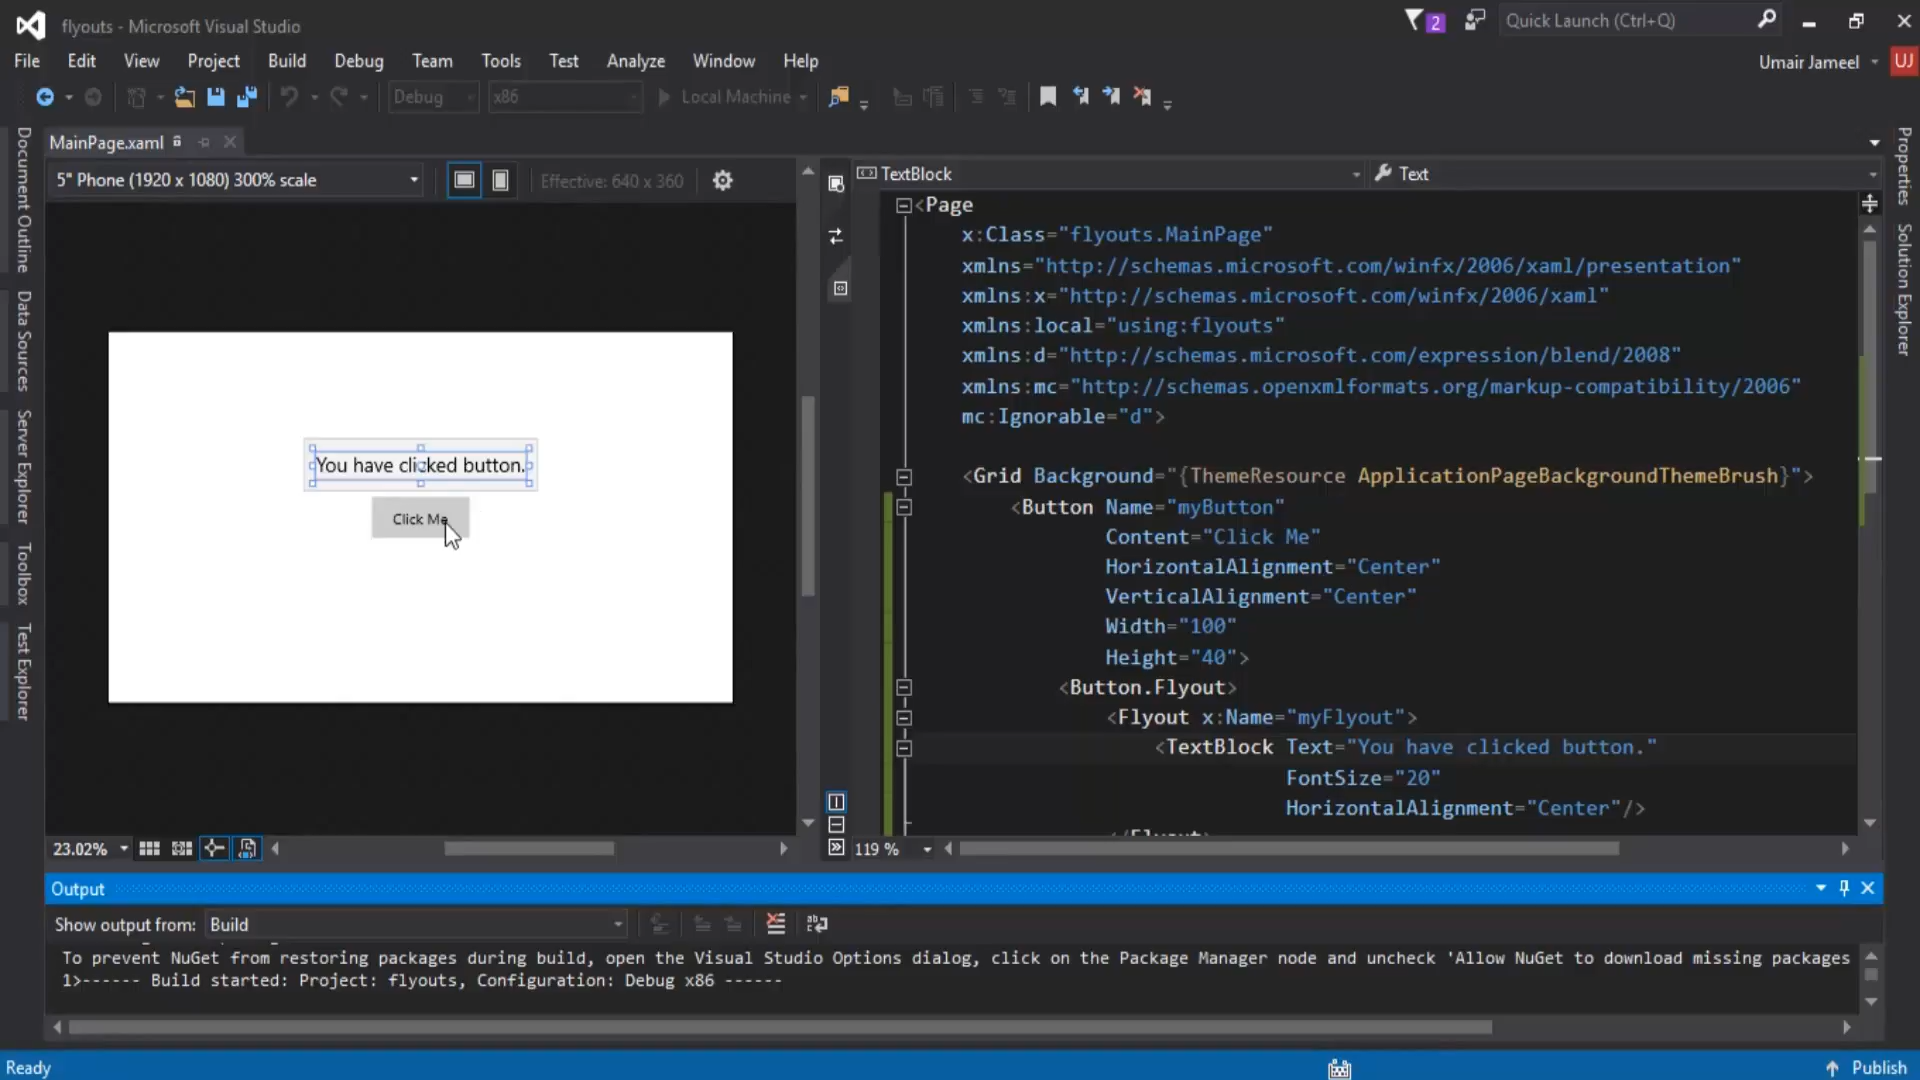 flyouts - Microsoft Visual Studio
2
Quick Launch (Ctrl+Q)
File Edit View Project Build Debug Team Tools Test Analyze Window Help
Umair Jameel UJ
Debug x86 Local Machine
MainPage.xaml
5" Phone (1920 x 1080) 300% scale
Effective: 640 x 360
TextBlock
Text
Document Outline
Data Sources
Server Explorer
Toolbox
Test Explorer
Properties
Solution Explorer
You have clicked button.
Click Me
<Page
x:Class="flyouts.MainPage"
xmlns="http://schemas.microsoft.com/winfx/2006/xaml/presentation"
xmlns:x="http://schemas.microsoft.com/winfx/2006/xaml"
xmlns:local="using:flyouts"
xmlns:d="http://schemas.microsoft.com/expression/blend/2008"
xmlns:mc="http://schemas.openxmlformats.org/markup-compatibility/2006"
mc:Ignorable="d">
<Grid Background="{ThemeResource ApplicationPageBackgroundThemeBrush}">
<Button Name="myButton"
Content="Click Me"
HorizontalAlignment="Center"
VerticalAlignment="Center"
Width="100"
Height="40">
<Button.Flyout>
<Flyout x:Name="myFlyout">
<TextBlock Text="You have clicked button."
FontSize="20"
HorizontalAlignment="Center"/>
</Flyout>
23.02%
119 %
Output
Show output from: Build
To prevent NuGet from restoring packages during build, open the Visual Studio Options dialog, click on the Package Manager node and uncheck 'Allow NuGet to download missing packages
1>------ Build started: Project: flyouts, Configuration: Debug x86 ------
Ready
Publish